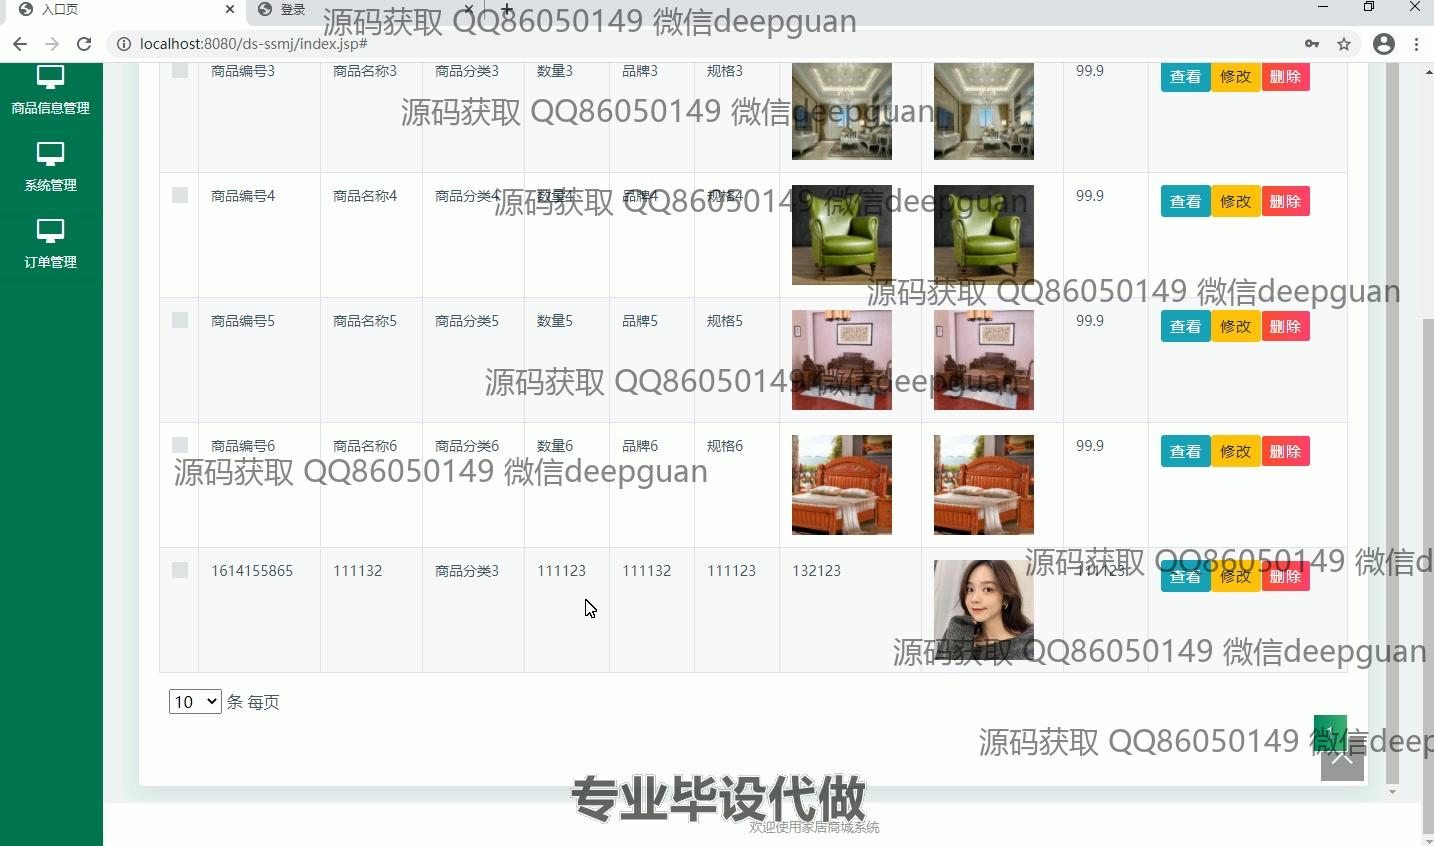 入口页
登录
源码获取 QQ86050149 微信deepguan
localhost:8080/ds-ssmj/index.jsp#
商品信息管理
系统管理
订单管理
商品编号3 商品名称3 商品分类3 数量3 品牌3 规格3 99.9 查看 修改 删除
源码获取 QQ86050149 微信deepguan
商品编号4 商品名称4 商品分类4 数量4 品牌4 规格4 99.9 查看 修改 删除
源码获取 QQ86050149 微信deepguan
源码获取 QQ86050149 微信deepguan
商品编号5 商品名称5 商品分类5 数量5 品牌5 规格5 99.9 查看 修改 删除
源码获取 QQ86050149 微信deepguan
商品编号6 商品名称6 商品分类6 数量6 品牌6 规格6 99.9 查看 修改 删除
源码获取 QQ86050149 微信deepguan
1614155865 111132 商品分类3 111123 111132 111123 132123 111123 查看 修改 删除
源码获取 QQ86050149 微信d
源码获取 QQ86050149 微信deepguan
10 条 每页
1
源码获取 QQ86050149 微信deep
专业毕设代做
欢迎使用家居商城系统